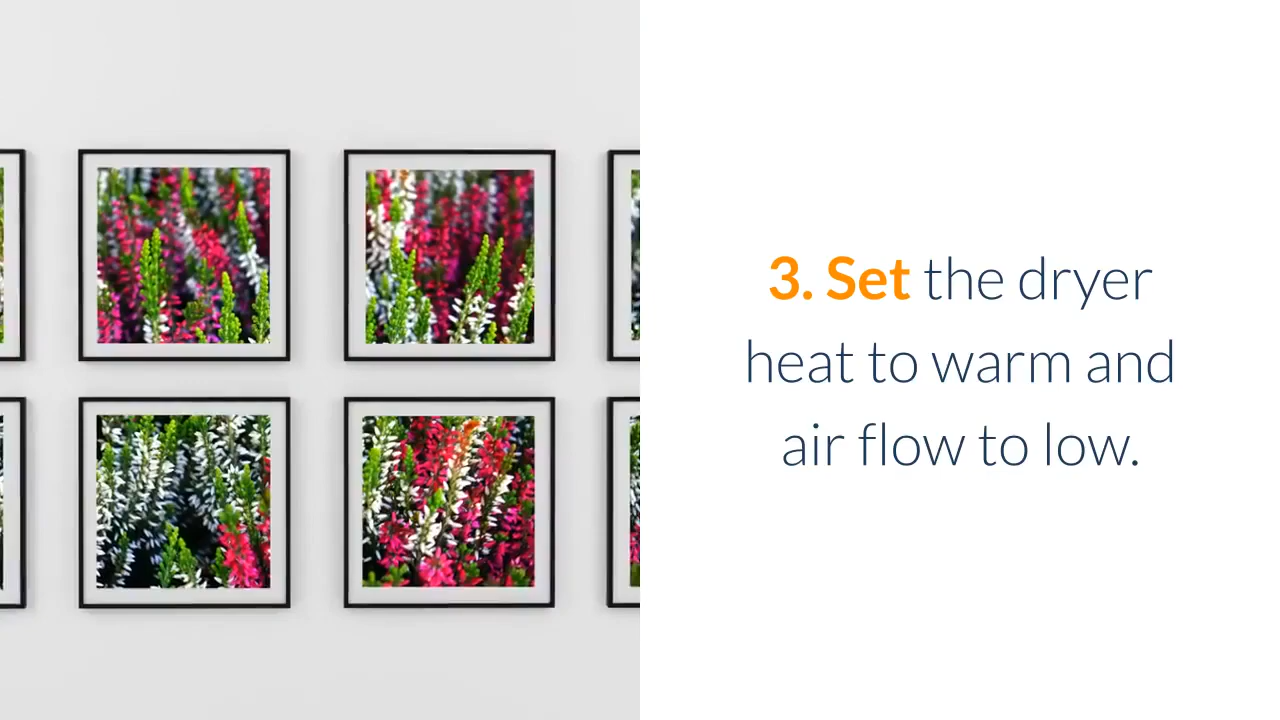 3. Set the dryer
heat to warm and
air flow to low.